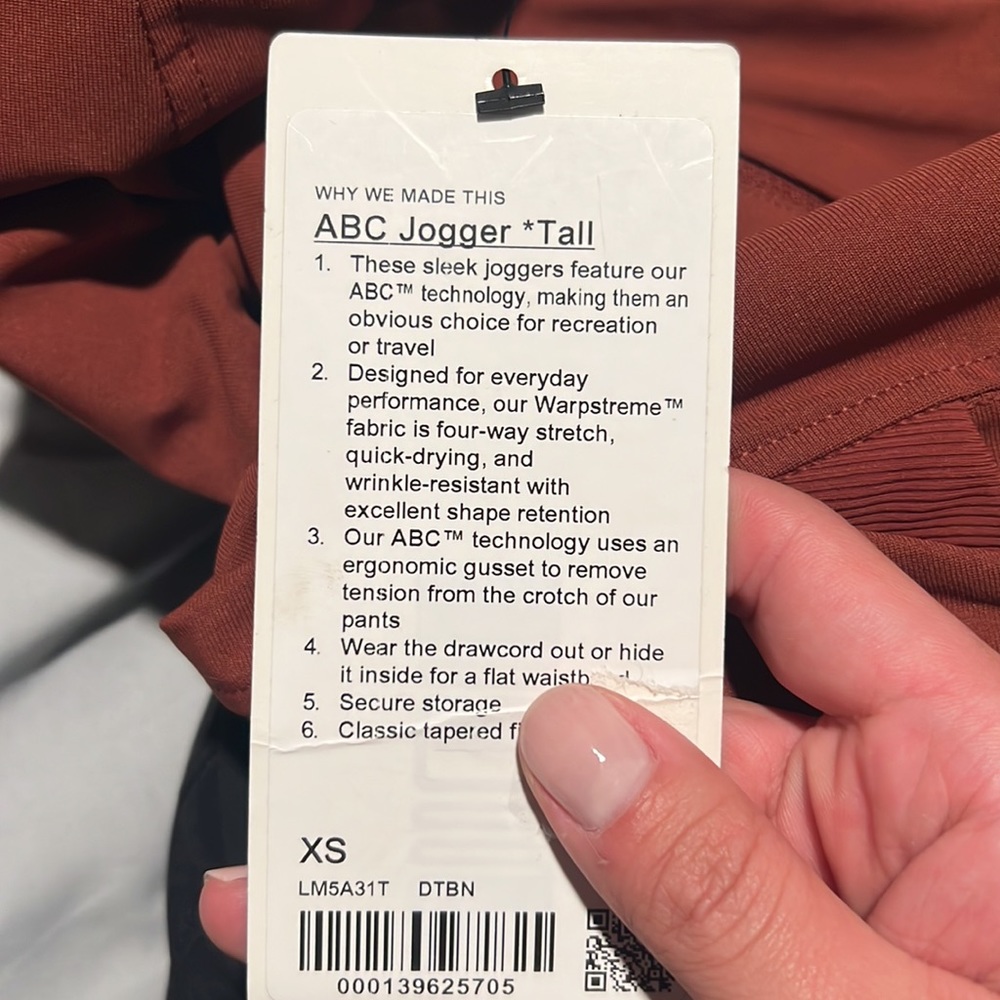 WHY WE MADE THIS
ABC Jogger *Tall
1. These sleek joggers feature our
ABC™ technology, making them an
obvious choice for recreation
or travel
2. Designed for everyday
performance, our Warpstreme™
fabric is four-way stretch,
quick-drying, and
wrinkle-resistant with
excellent shape retention
3. Our ABC™ technology uses an
ergonomic gusset to remove
tension from the crotch of our
pants
4. Wear the drawcord out or hide
it inside for a flat
5. Secure storage
6. Classic tapered
XS
LM5A31T DTBN
000139625705